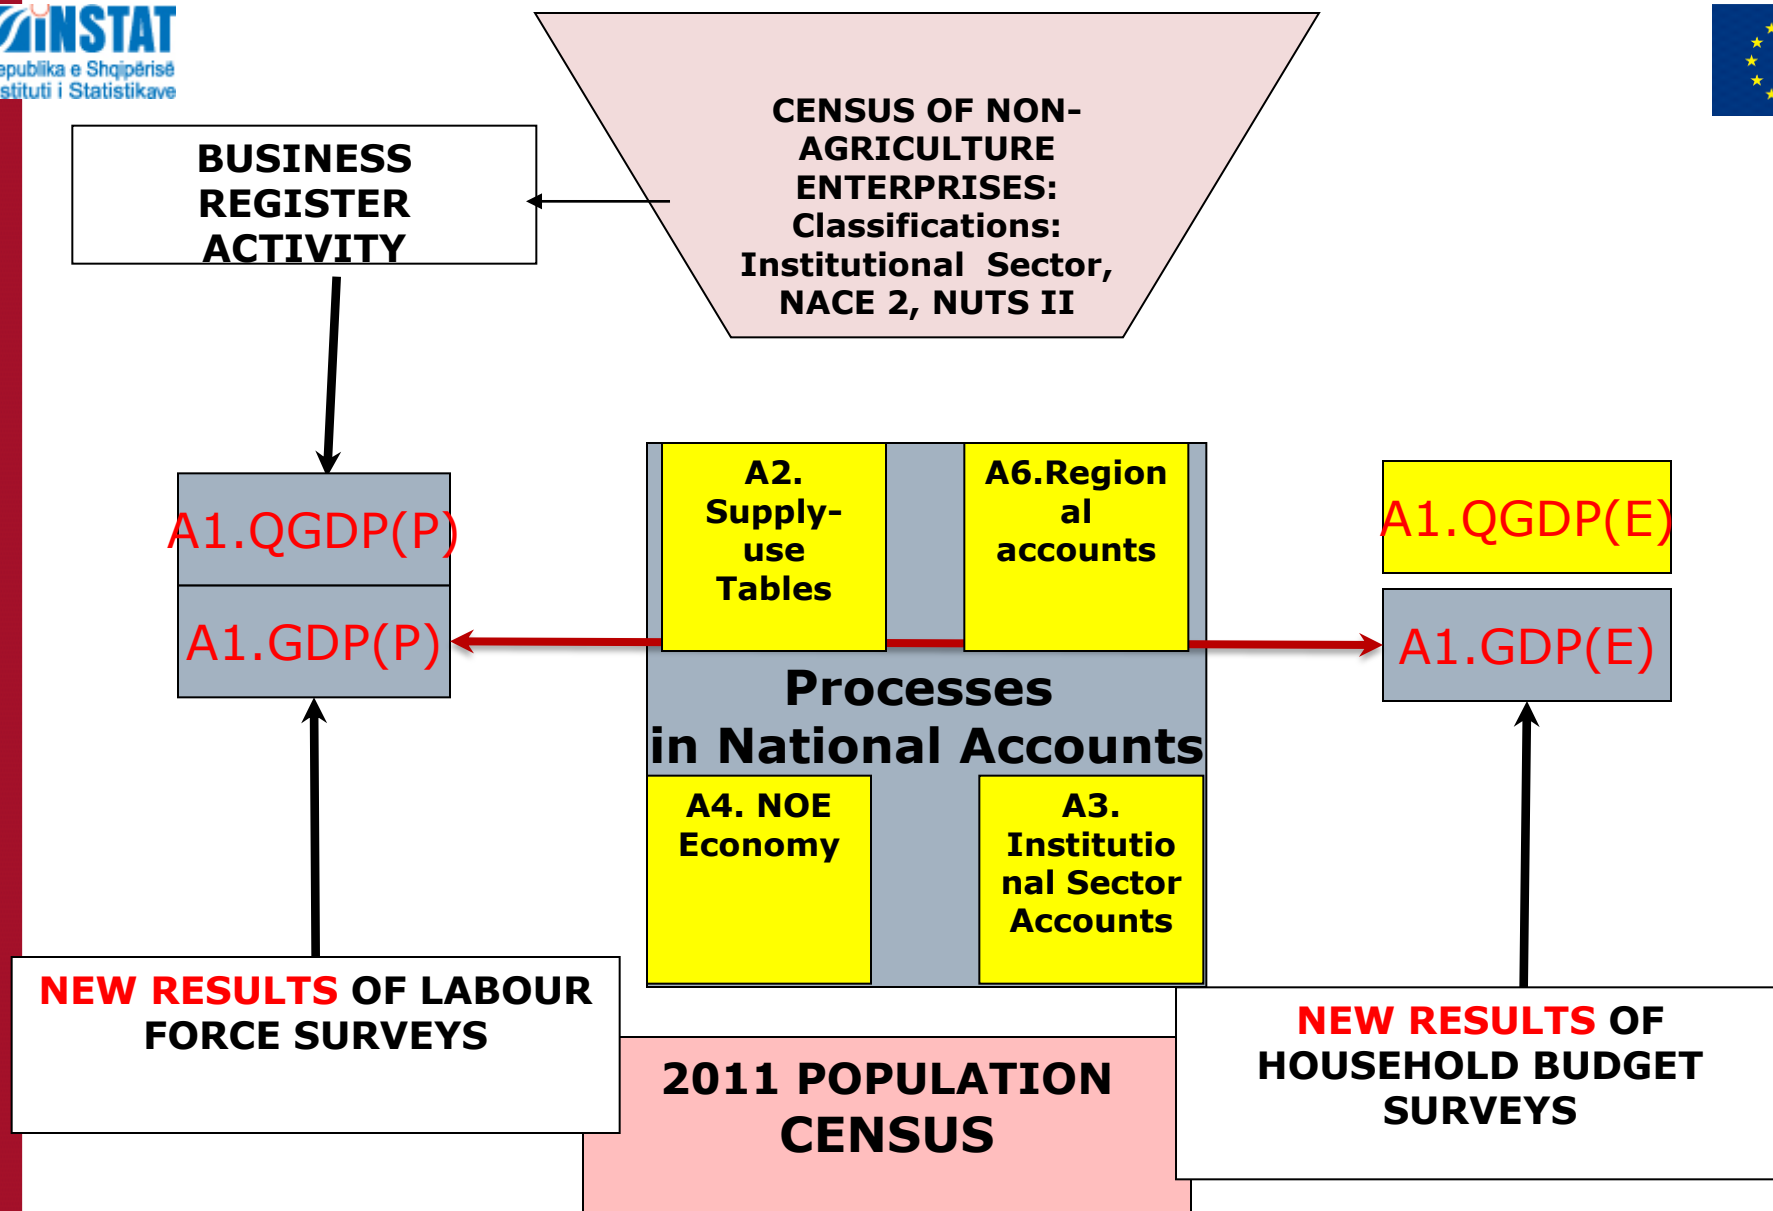 INSTAT
epublika e Shqipërisë
stituti i Statistikave
CENSUS OF NON-
AGRICULTURE
ENTERPRISES:
Classifications:
Institutional Sector,
NACE 2, NUTS II
BUSINESS
REGISTER
ACTIVITY
A2.
Supply-
use
Tables
A6.Region
al
accounts
A1.QGDP(P)
A1.GDP(P)
A1.QGDP(E)
A1.GDP(E)
Processes
in National Accounts
A4. NOE
Economy
A3.
Institutio
nal Sector
Accounts
NEW RESULTS OF LABOUR
FORCE SURVEYS
2011 POPULATION
CENSUS
NEW RESULTS OF
HOUSEHOLD BUDGET
SURVEYS